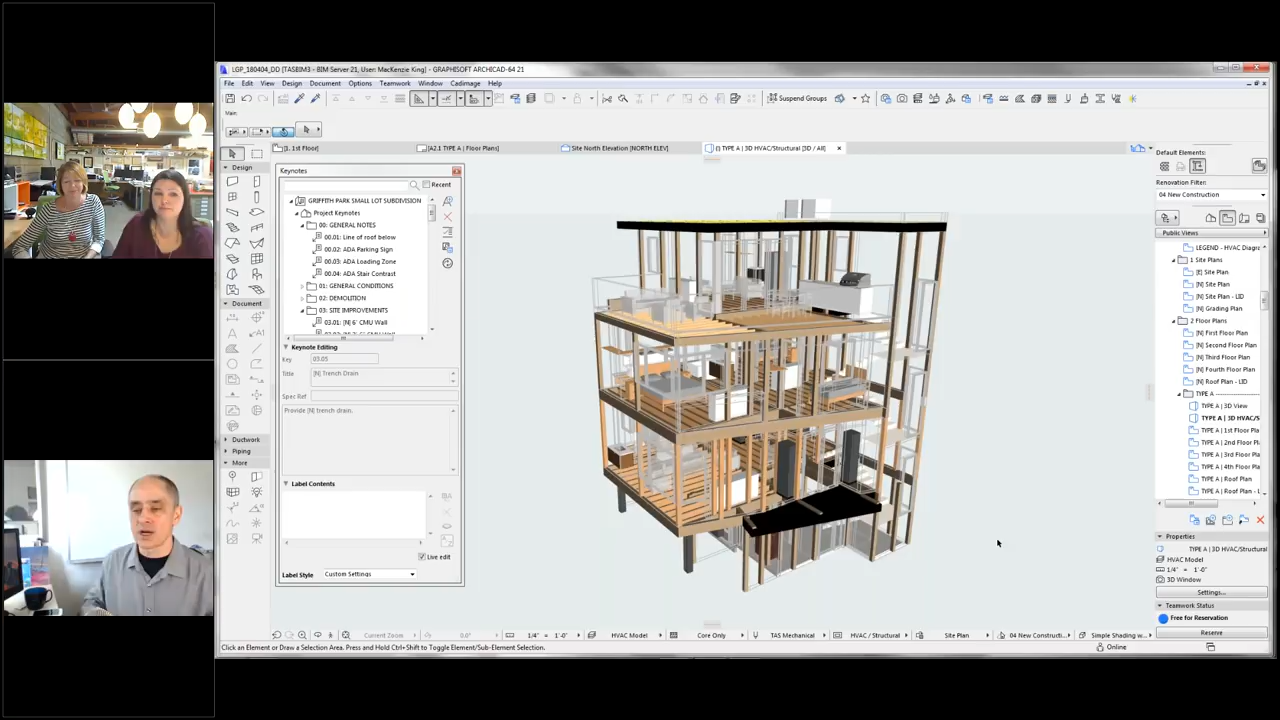 LGP_180404_DD [TASBIM3 - BIM Server 21, User: MacKenzie King] - GRAPHISOFT ARCHICAD-64 21
File Edit View Design Document Options Teamwork Window Cadimage Help
Suspend Groups
Main:
[1. 1st Floor]
[A2.1 TYPE A | Floor Plans]
Site North Elevation [NORTH ELEV]
TYPE A | 3D HVAC/Structural [3D / All]
Keynotes
Recent
GRIFFITH PARK SMALL LOT SUBDIVISION
Project Keynotes
00: GENERAL NOTES
00.01: Line of roof below
00.02: ADA Parking Sign
00.03: ADA Loading Zone
00.04: ADA Stair Contrast
01: GENERAL CONDITIONS
02: DEMOLITION
03: SITE IMPROVEMENTS
03.01: [N] 6' CMU Wall
Keynote Editing
Key 03.05
Title [N] Trench Drain
Spec Ref
Provide [N] trench drain.
Label Contents
Live edit
Label Style Custom Settings
Design
Document
Ductwork
Piping
More
Default Elements:
Renovation Filter:
04 New Construction
Public Views
LEGEND - HVAC Diagra
1 Site Plans
[E] Site Plan
[N] Site Plan
[N] Site Plan - LID
[N] Grading Plan
2 Floor Plans
[N] First Floor Plan
[N] Second Floor Plan
[N] Third Floor Plan
[N] Fourth Floor Plan
[N] Roof Plan - LID
TYPE A
TYPE A | 3D View
TYPE A | 3D HVAC/S
TYPE A | 1st Floor Pl
TYPE A | 2nd Floor Pl
TYPE A | 3rd Floor Pl
TYPE A | 4th Floor Pl
TYPE A | Roof Plan
TYPE A | Roof Plan - L
Properties
TYPE A | 3D HVAC/Structural
HVAC Model
1/4" = 1'-0"
3D Window
Settings...
Teamwork Status
Free for Reservation
Reserve
Current Zoom 0.0° 1/4" = 1'-0" HVAC Model Core Only TAS Mechanical HVAC / Structural Site Plan 04 New Constructi... Simple Shading w...
Click an Element or Draw a Selection Area. Press and Hold Ctrl+Shift to Toggle Element/Sub-Element Selection.
Online